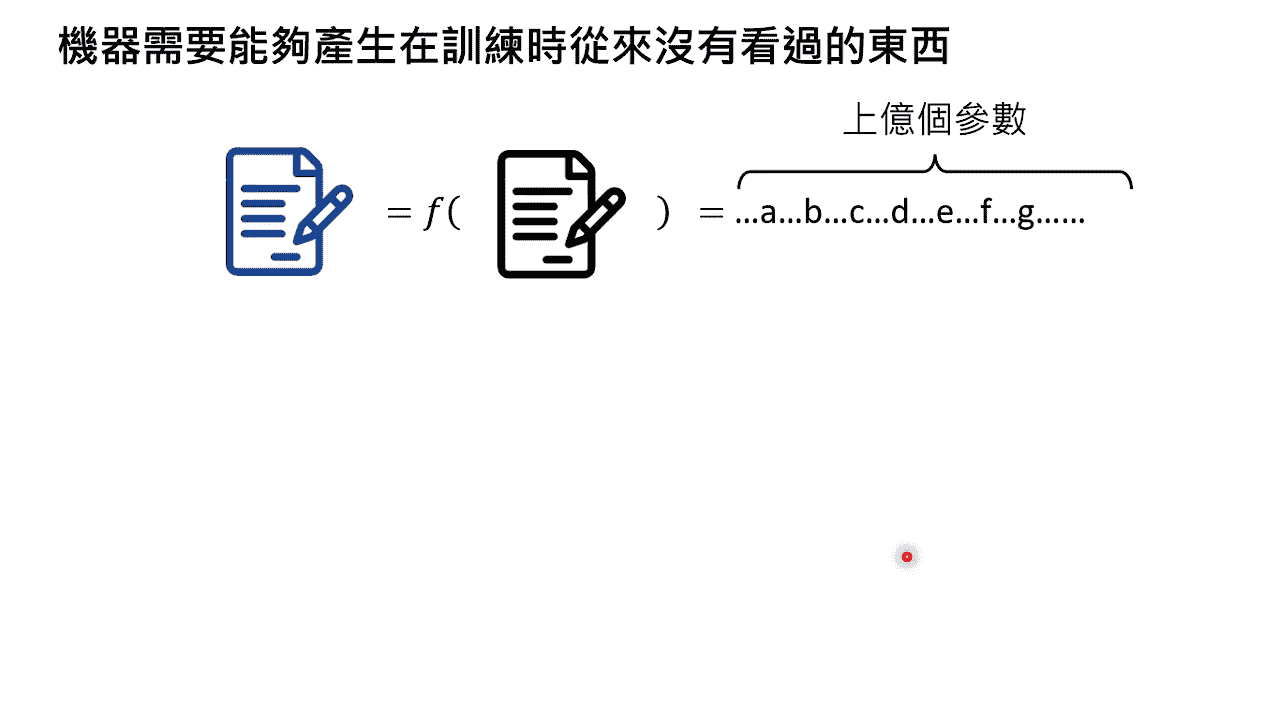 機器需要能夠產生在訓練時從來沒有看過的東西
上億個參數
= f( ) = …a…b…c…d…e…f…g……